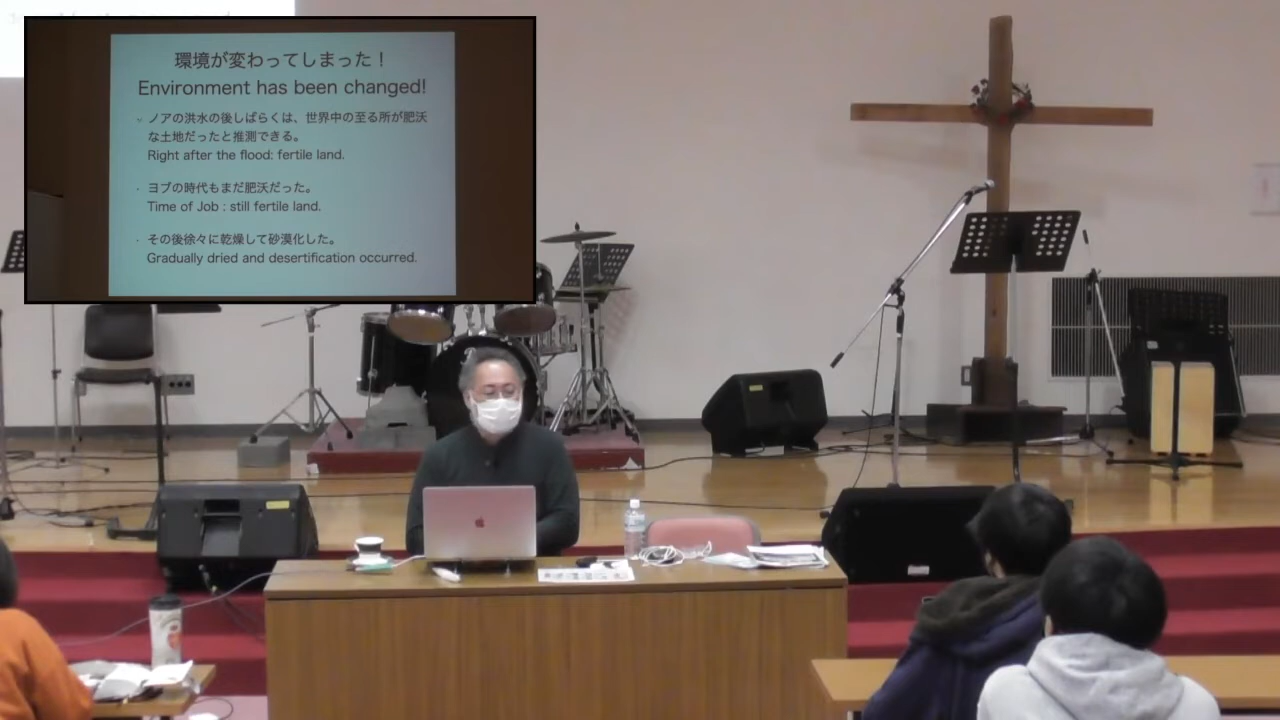 環境が変わってしまった！
Environment has been changed!
ノアの洪水の後しばらくは、世界中の至る所が肥沃
な土地だったと推測できる。
Right after the flood: fertile land.
ヨブの時代もまだ肥沃だった。
Time of Job : still fertile land.
その後徐々に乾燥して砂漠化した。
Gradually dried and desertification occurred.